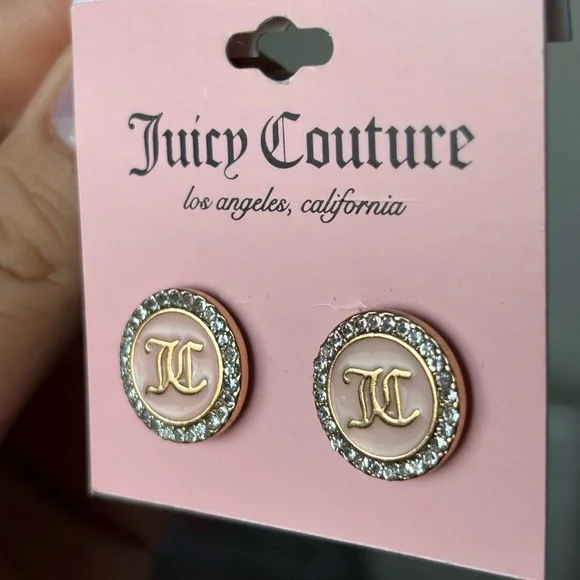 Juicy Couture
los angeles, california
JC JC